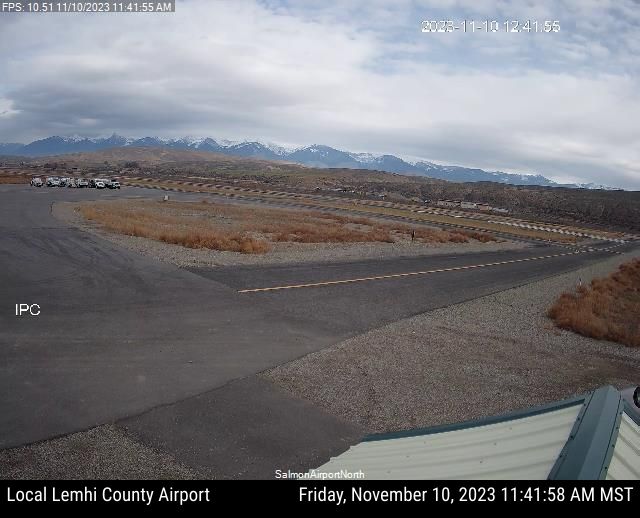 FPS: 10.51 11/10/2023 11:41:55 AM
2023-11-10 12:41:55
IPC
SalmonAirportNorth
Local Lemhi County Airport
Friday, November 10, 2023 11:41:58 AM MST